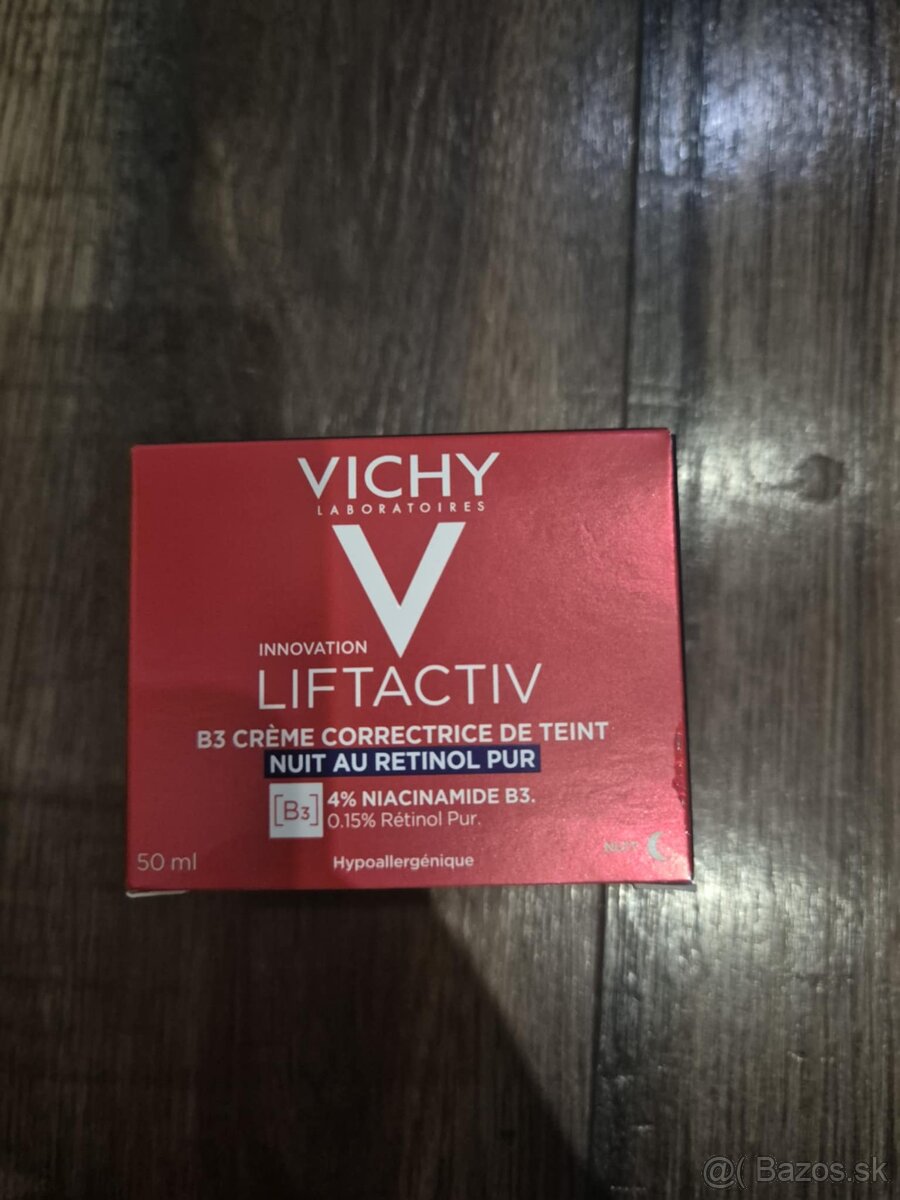 VICHY
LABORATOIRES
INNOVATION
LIFTACTIV
B3 CRÈME CORRECTRICE DE TEINT
NUIT AU RETINOL PUR
[B3]
4% NIACINAMIDE B3.
0.15% Rétinol Pur.
50 ml
Hypoallergénique
NUIT
@( Bazos.sk